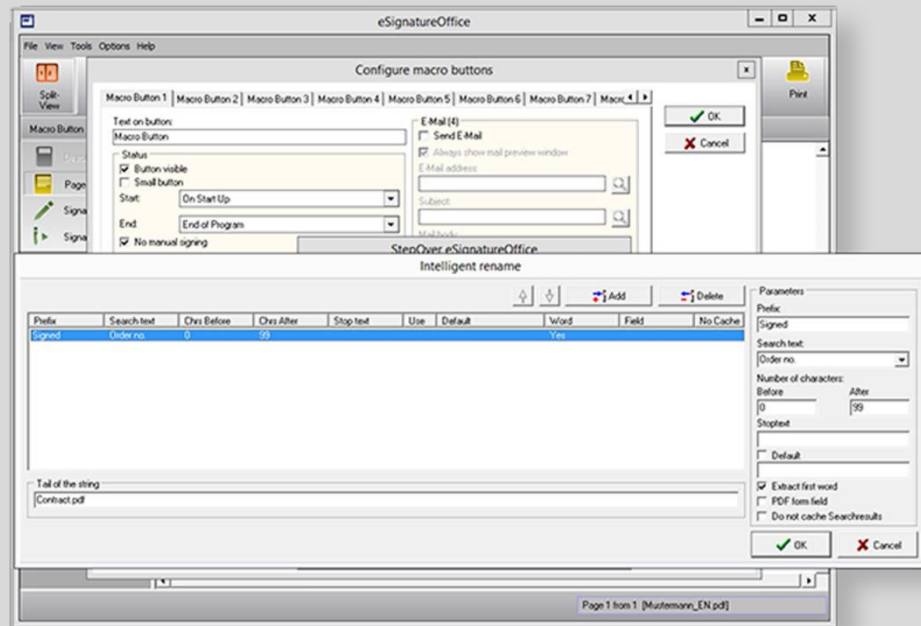 eSignatureOffice
File View Tools Options Help
Configure macro buttons
Split-View
Print
Macro Button 1 Macro Button 2 Macro Button 3 Macro Button 4 Macro Button 5 Macro Button 6 Macro Button 7
OK
Cancel
Macro Button
Text on button:
Macro Button
E-Mail (4)
Send E-Mail
Always show mail preview window
Status
Button visible
Small button
E-Mail address:
Page
Start: On Start Up
Subject:
Signa
End: End of Program
Mail body
Signa
No manual signing
StepOver eSignatureOffice
Intelligent rename
Add Delete
Prefix Search text Chrs Before Chrs After Stop text Use Default Word Field No Cache
Signed Order no. 0 99 Yes
Parameters
Prefix:
Signed
Search text:
Order no.
Number of characters:
Before After
0 99
Stoptext
Default
Extract first word
PDF form field
Do not cache Searchresults
Tail of the string
Contract.pdf
OK Cancel
Page 1 from 1 [Mustermann_EN.pdf]